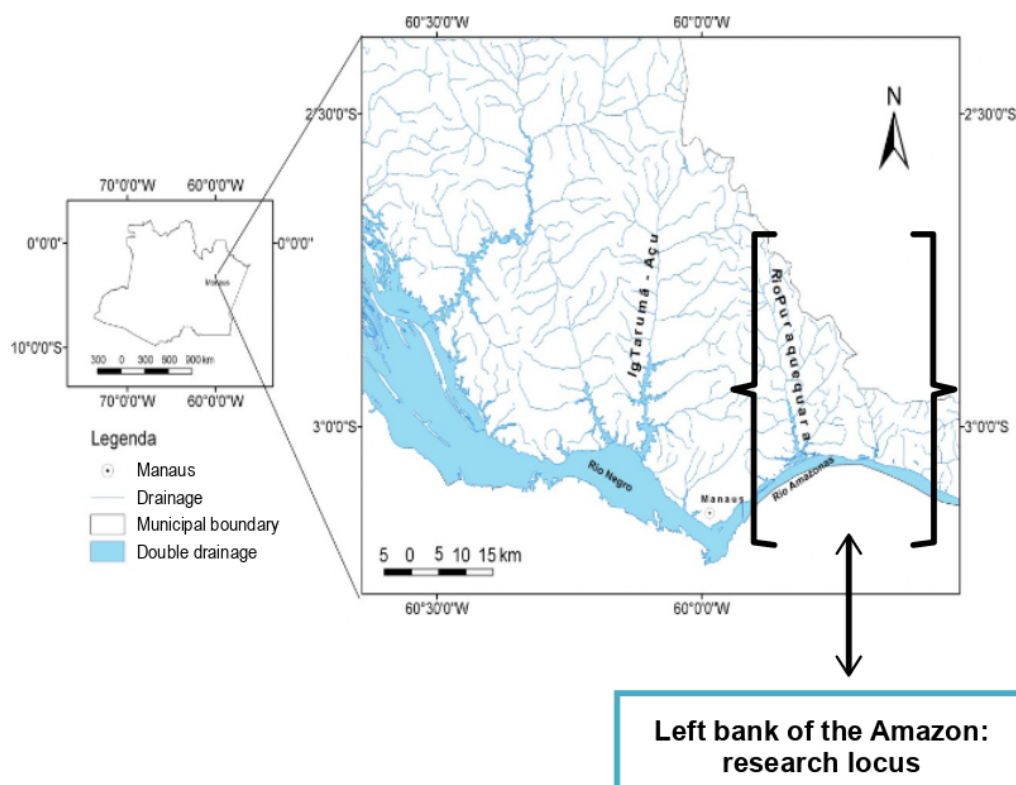 60°30'0"W
60°0'0"W
2°30'0"S
2°30'0"S
N
70°0'0"W
60°0'0"W
0°0'0"
0°0'0"
Manaus
10°0'0"S
300 0 300 600 900 km
70°0'0"W
60°0'0"W
Ig Tarumá - Açu
Rio Puraquequara
3°0'0"S
3°0'0"S
Rio Negro
Manaus
Rio Amazonas
5 0 5 10 15 km
60°30'0"W
60°0'0"W
Legenda
Manaus
Drainage
Municipal boundary
Double drainage
Left bank of the Amazon:
research locus